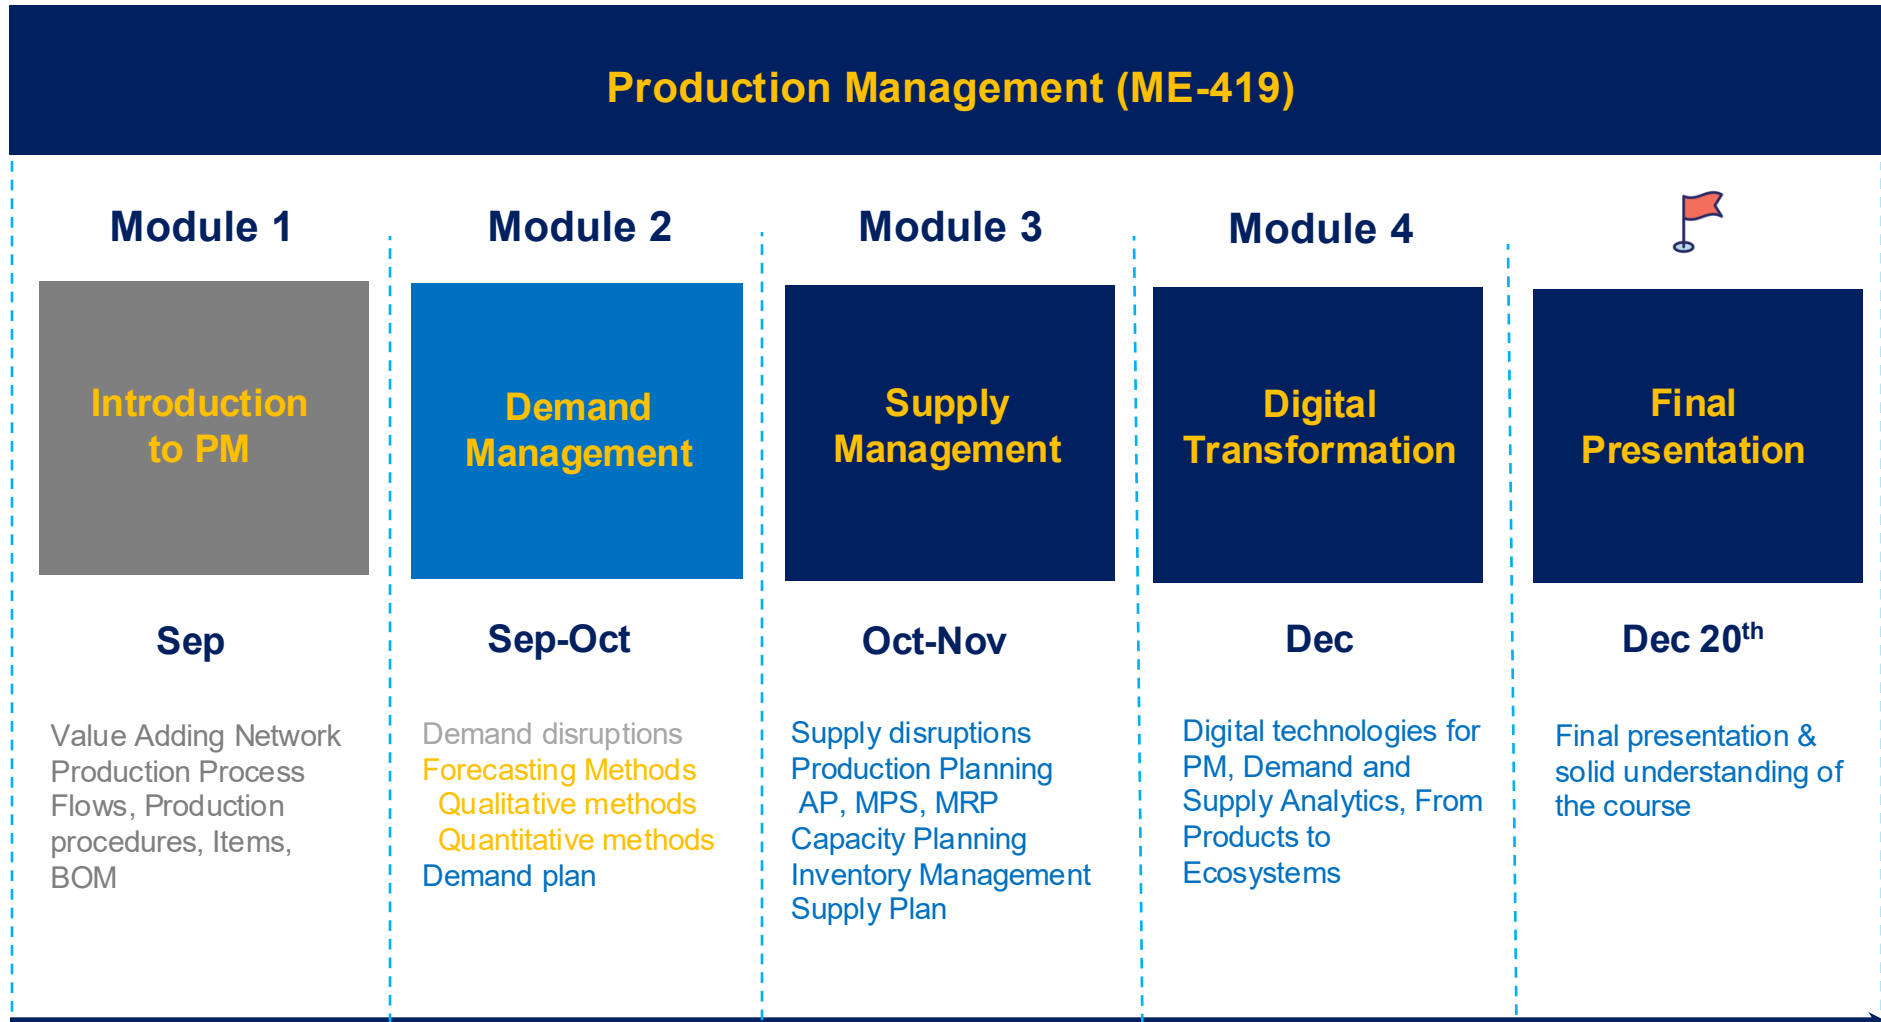 Production Management (ME-419)
Module 1
Introduction
to PM
Sep
Value Adding Network
Production Process
Flows, Production
procedures, Items,
BOM
Module 2
Demand
Management
Sep-Oct
Demand disruptions
Forecasting Methods
Qualitative methods
Quantitative methods
Demand plan
Module 3
Supply
Management
Oct-Nov
Supply disruptions
Production Planning
AP, MPS, MRP
Capacity Planning
Inventory Management
Supply Plan
Module 4
Digital
Transformation
Dec
Digital technologies for
PM, Demand and
Supply Analytics, From
Products to
Ecosystems
Final
Presentation
Dec 20th
Final presentation &
solid understanding of
the course